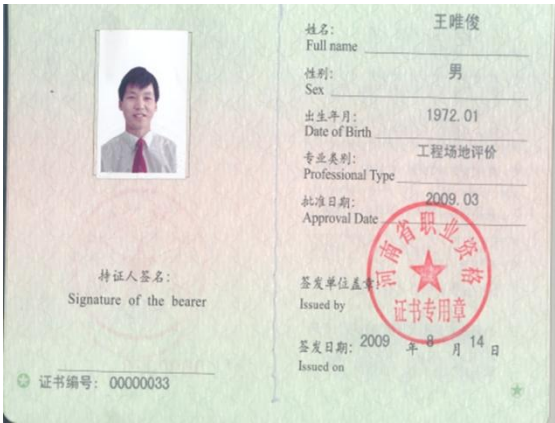 持证人签名:
Signature of the bearer
证书编号: 00000033
姓名: 王唯俊
Full name
性别: 男
Sex
出生年月: 1972.01
Date of Birth
专业类别: 工程场地评价
Professional Type
批准日期: 2009.03
Approval Date
签发单位盖章:
Issued by
河南省职业资格
证书专用章
签发日期: 2009 年 8 月 14 日
Issued on